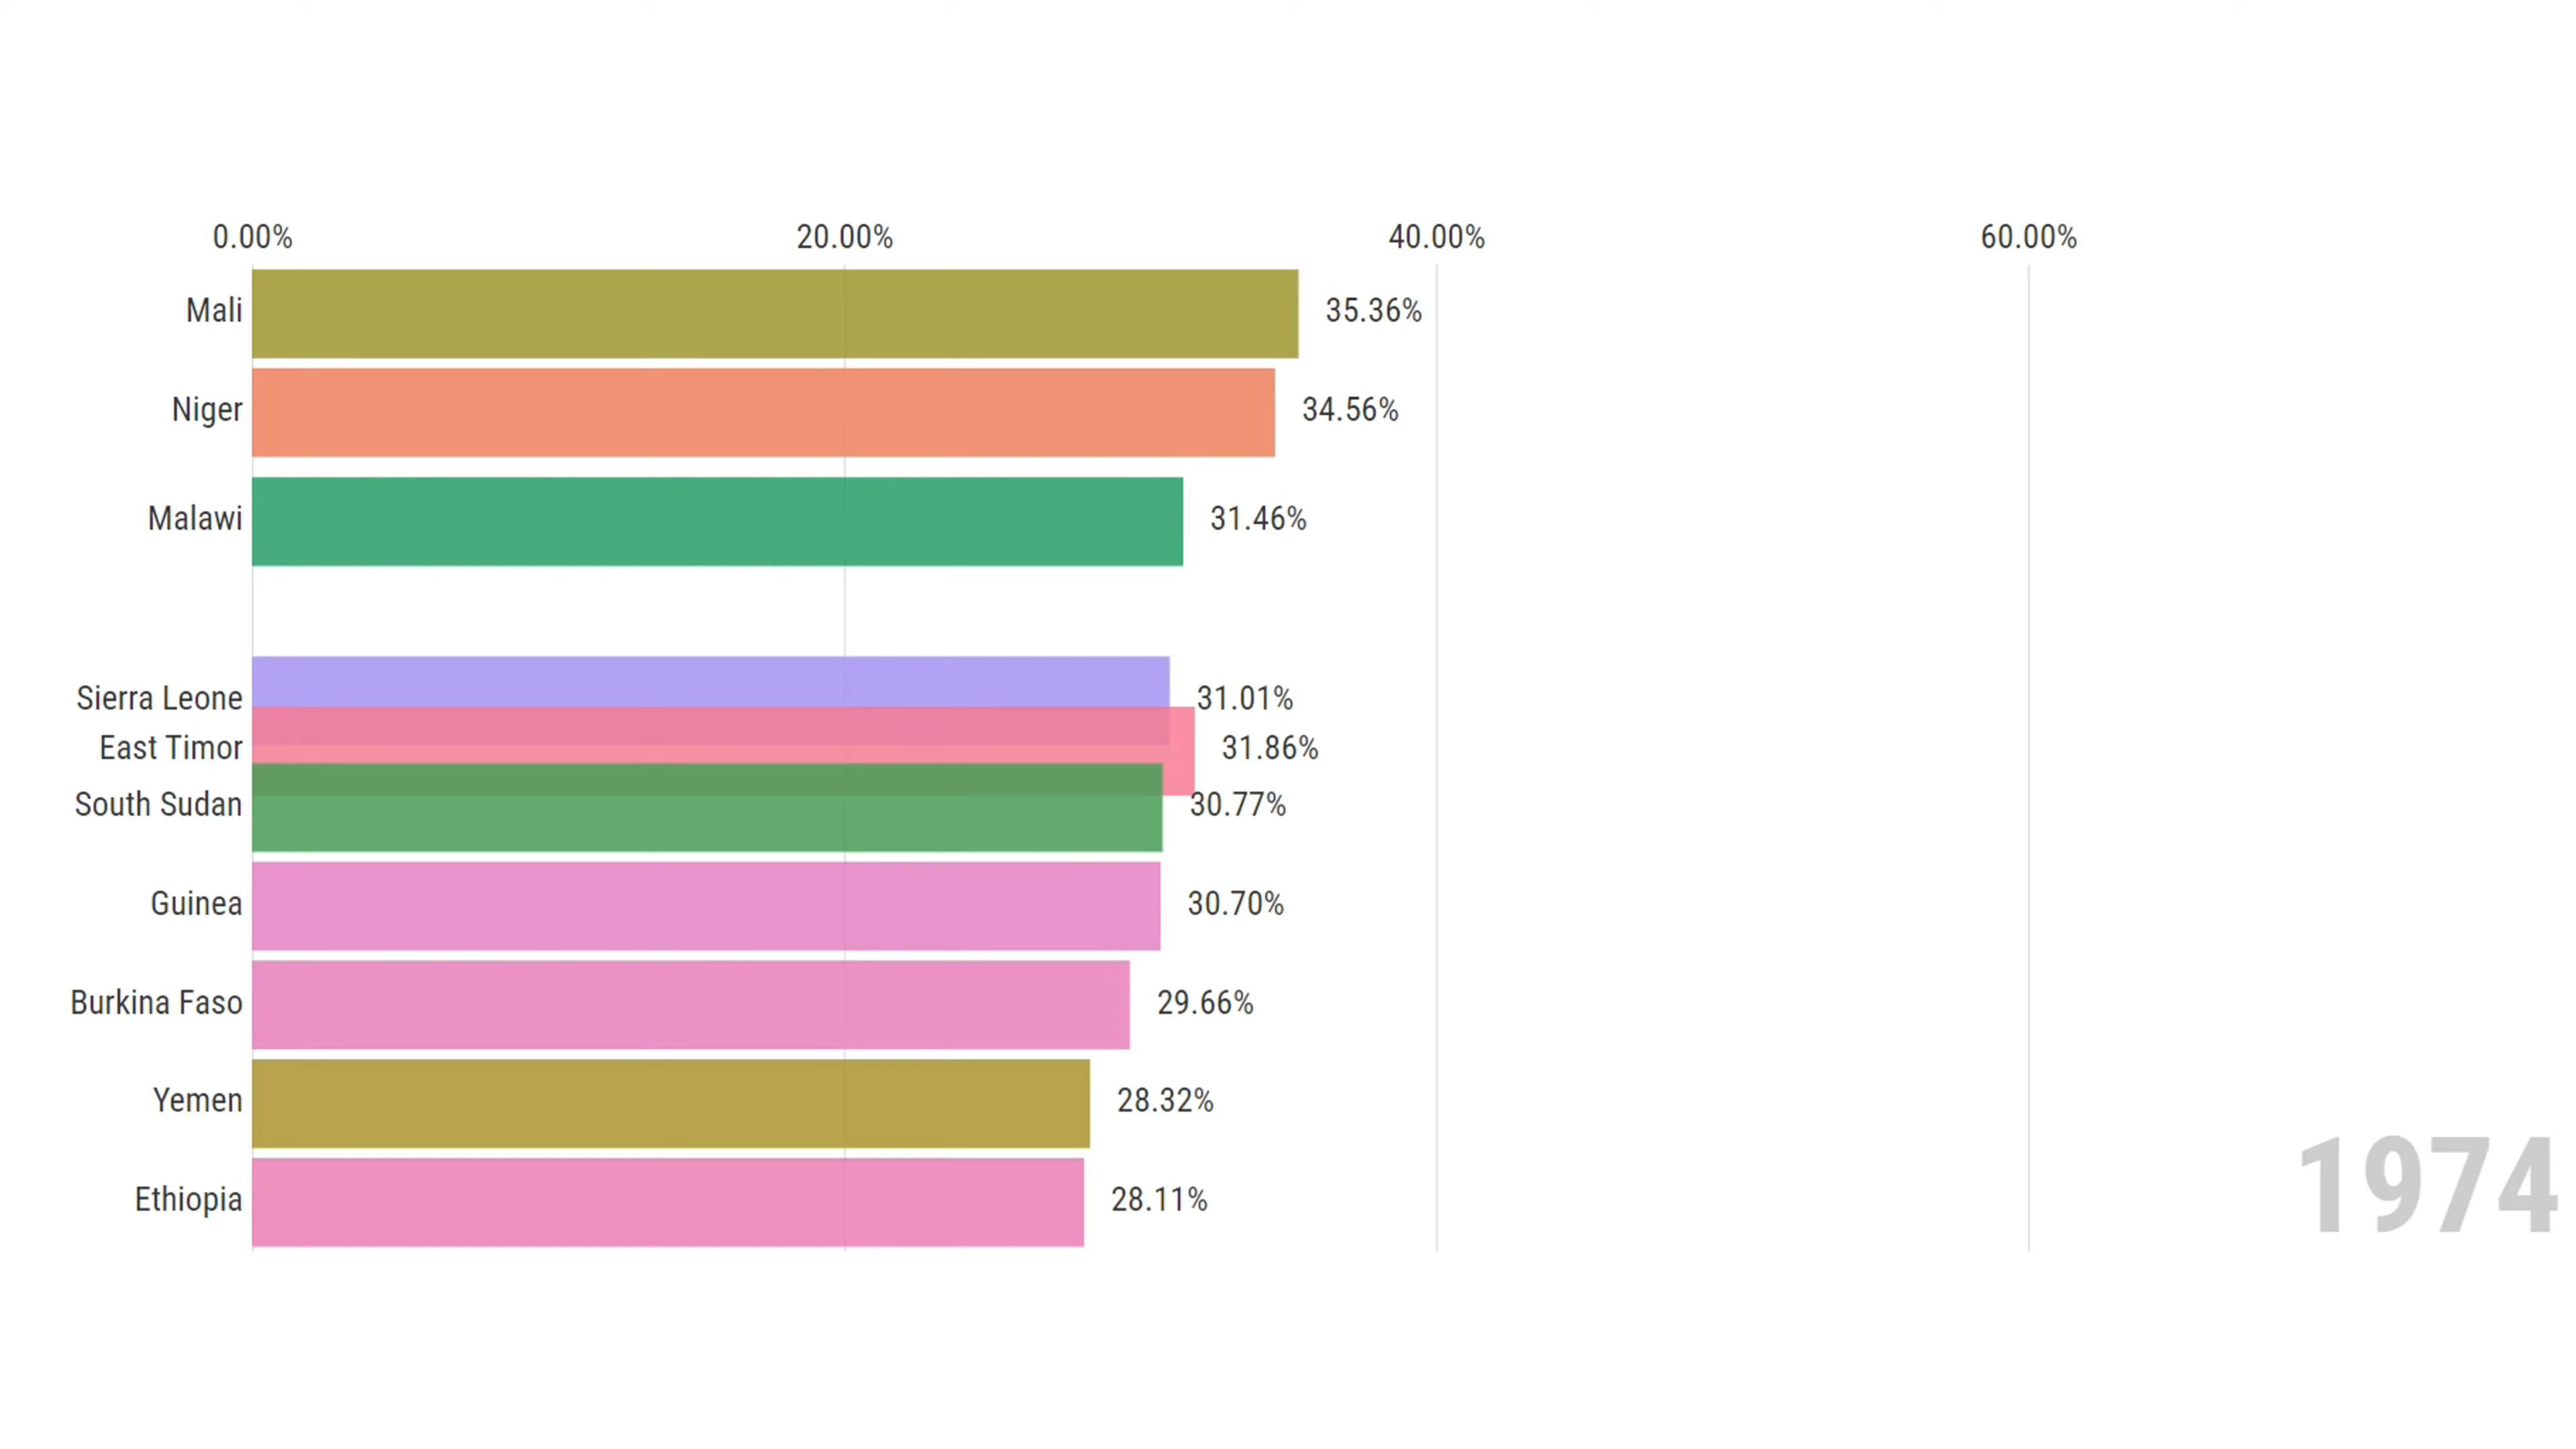 0.00% 20.00% 40.00% 60.00%
Mali 35.36%
Niger 34.56%
Malawi 31.46%
Sierra Leone 31.01%
East Timor 31.86%
South Sudan 30.77%
Guinea 30.70%
Burkina Faso 29.66%
Yemen 28.32%
Ethiopia 28.11%
1974